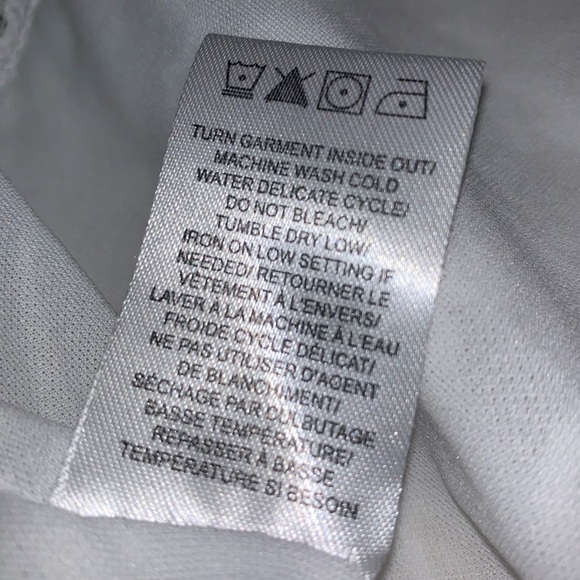 TURN GARMENT INSIDE OUT/
MACHINE WASH COLD
WATER DELICATE CYCLE/
DO NOT BLEACH/
TUMBLE DRY LOW/
IRON ON LOW SETTING IF
NEEDED/ RETOURNER LE
VÊTEMENT À L'ENVERS/
LAVER À LA MACHINE À L'EAU
FROIDE CYCLE DÉLICAT/
NE PAS UTILISER D'AGENT
DE BLANCHIMENT/
SÉCHAGE PAR CULBUTAGE
BASSE TEMPÉRATURE/
REPASSER À BASSE
TEMPÉRATURE SI BESOIN